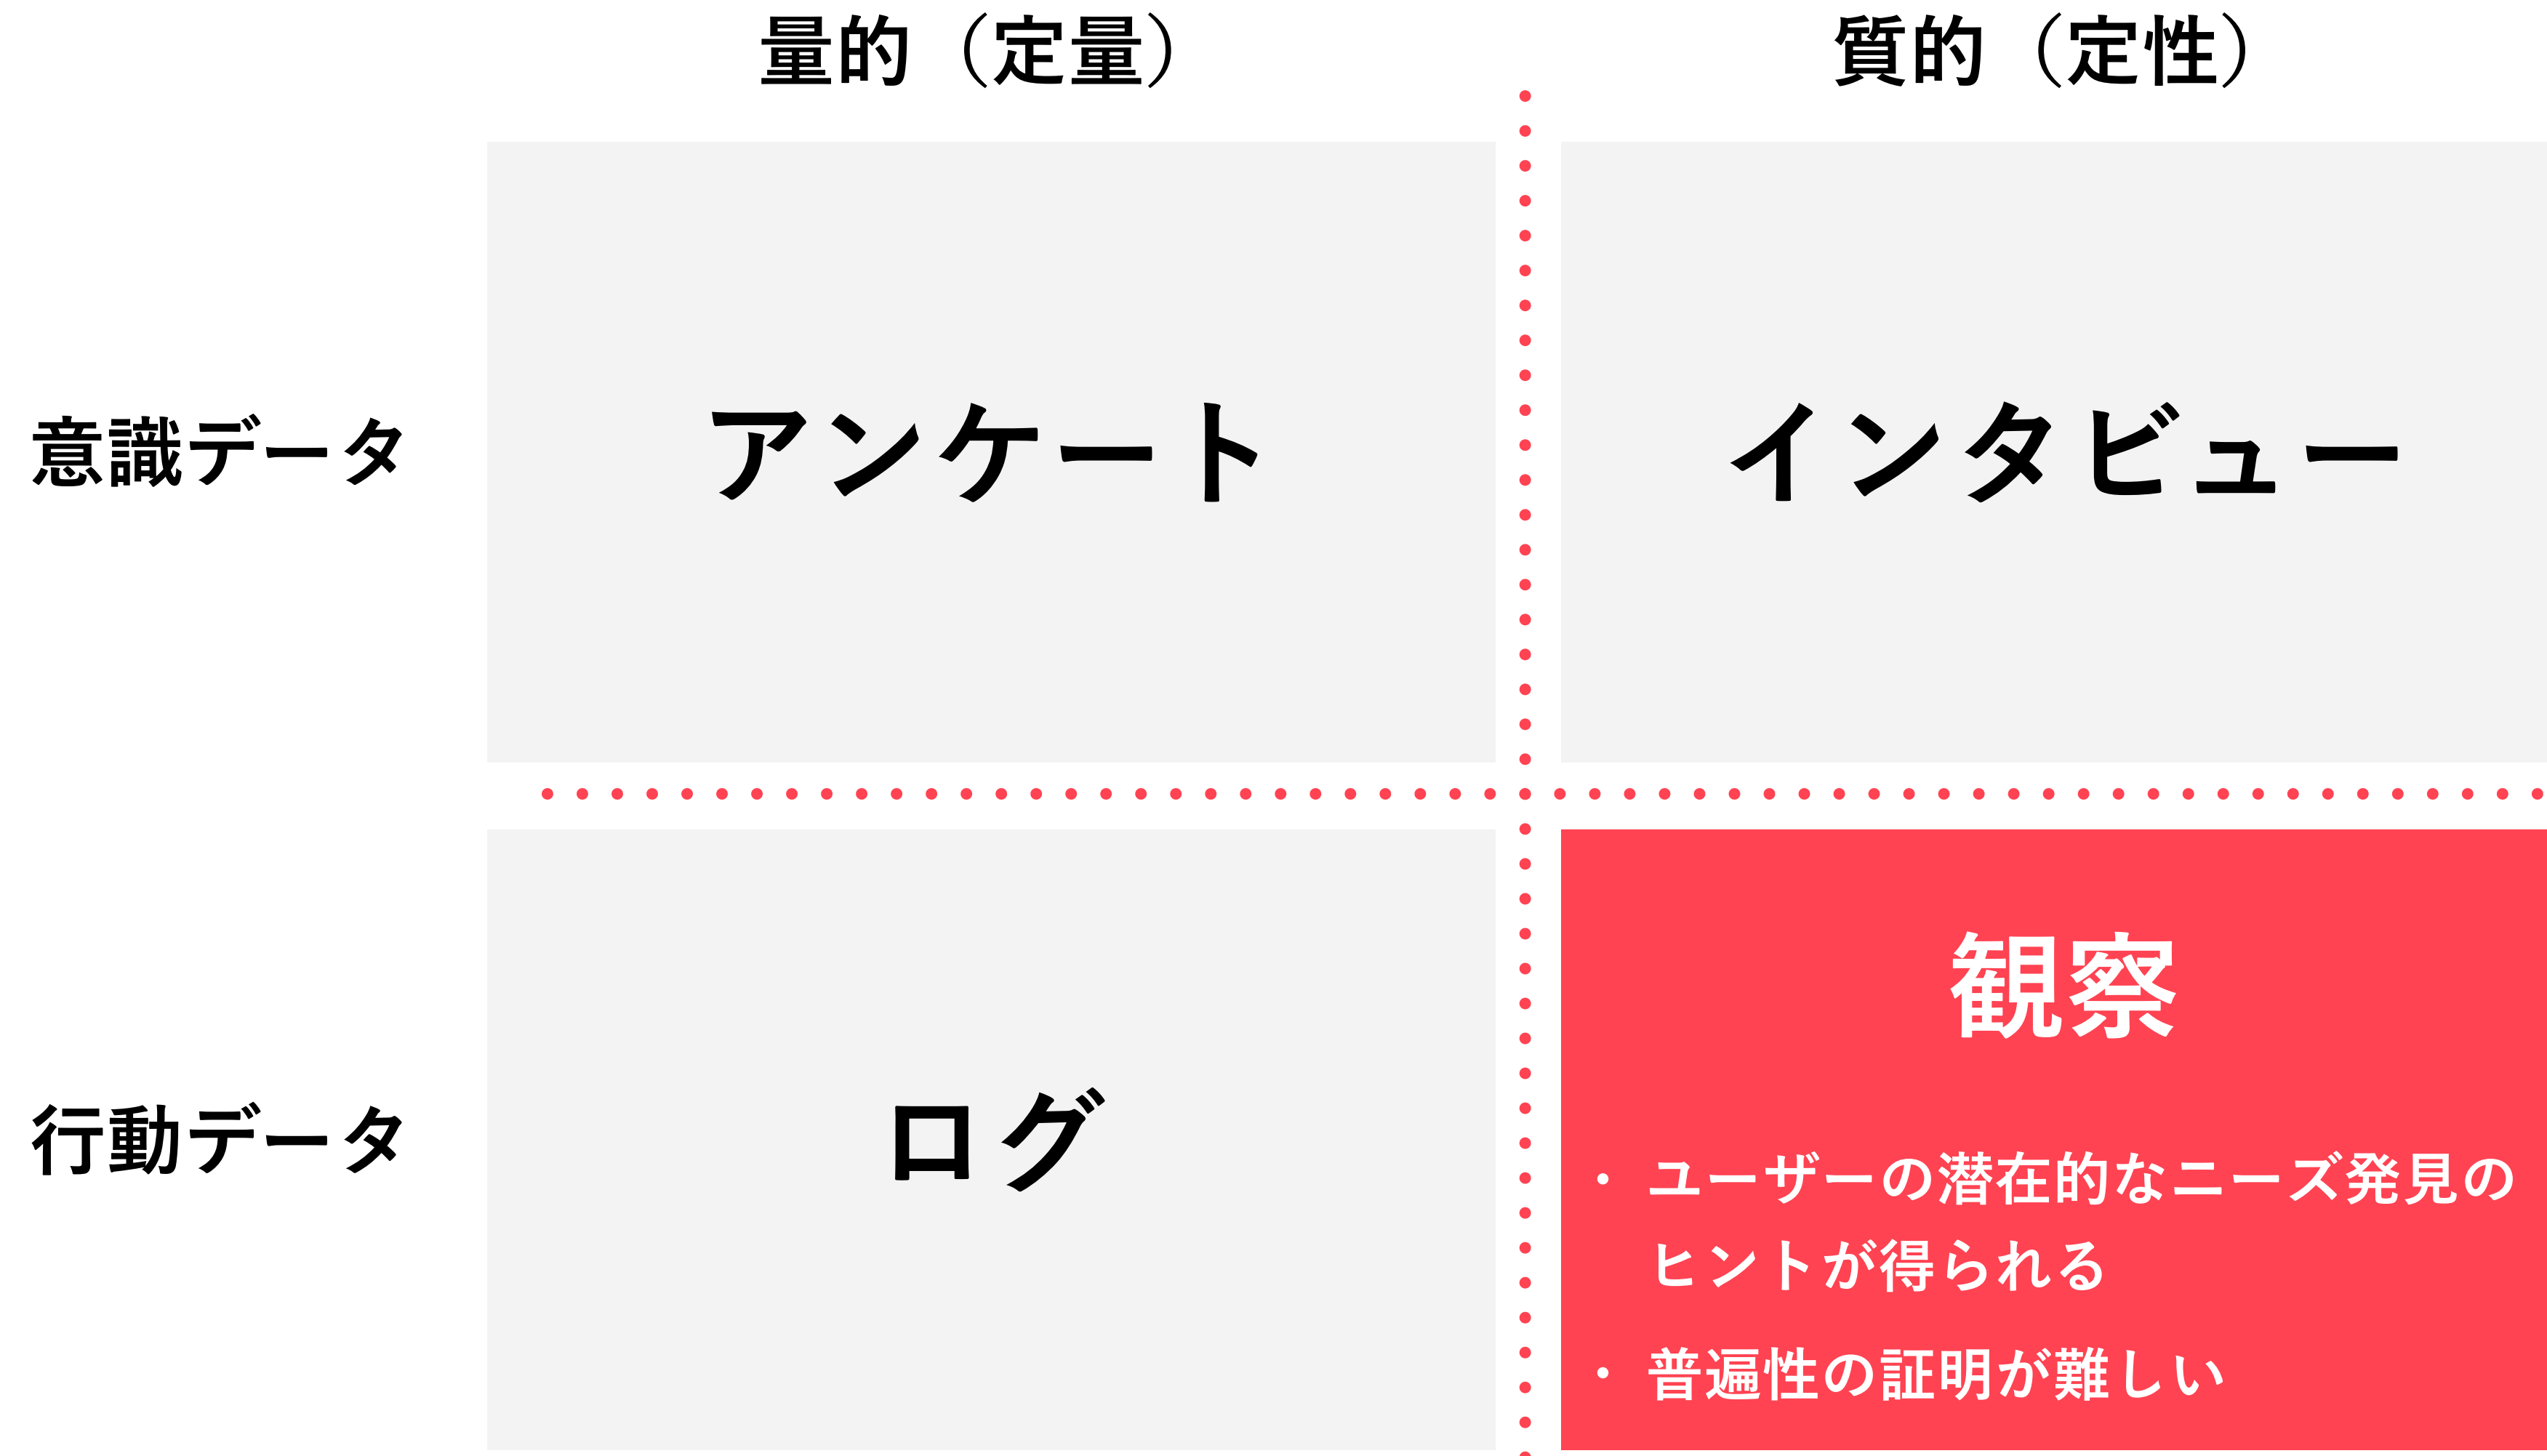 量的（定量）
質的（定性）
意識データ
アンケート
インタビュー
行動データ
ログ
観察
・ユーザーの潜在的なニーズ発見の
ヒントが得られる
・普遍性の証明が難しい